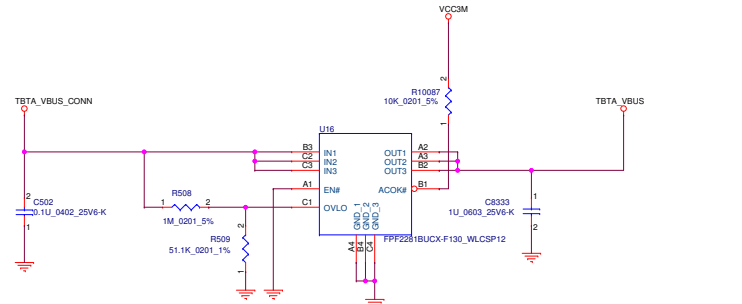 VCC3M
2
R10087
10K_0201_5%
1
TBTA_VBUS_CONN
TBTA_VBUS
U16
B3 IN1 OUT1 A2
C2 IN2 OUT2 A3
C3 IN3 OUT3 B2
A1 EN# ACOK# B1
C1 OVLO
GND_1 GND_2 GND_3
A4 B4 C4
FPF2281BUCX-F130_WLCSP12
2
C502
0.1U_0402_25V6-K
1
R508
1 2
1M_0201_5%
2
R509
51.1K_0201_1%
1
1
C8333
1U_0603_25V6-K
2